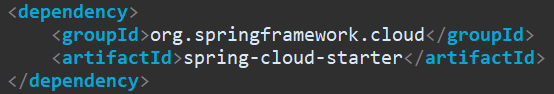 <dependency>
<groupId>org.springframework.cloud</groupId>
<artifactId>spring-cloud-starter</artifactId>
</dependency>